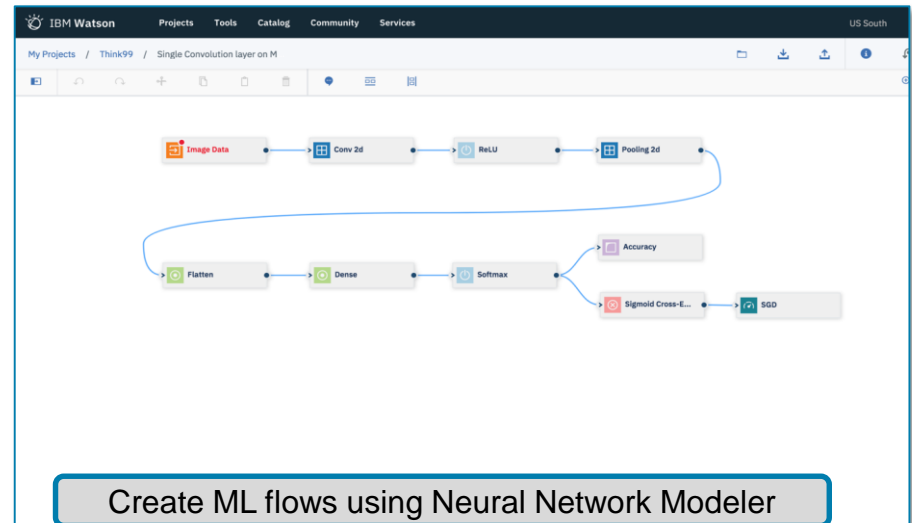 IBM Watson Projects Tools Catalog Community Services US South
My Projects / Think99 / Single Convolution layer on M
Image Data Conv 2d ReLU Pooling 2d
Accuracy
Flatten Dense Softmax
Sigmoid Cross-E... SGD
Create ML flows using Neural Network Modeler